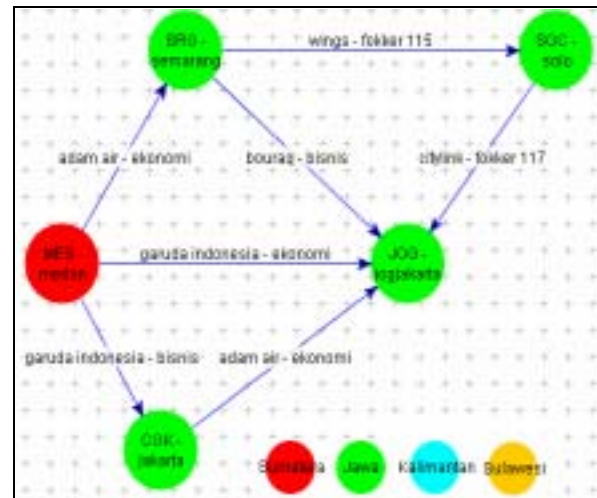 SRG -
semarang
wings - fokker 115
SOC -
solo
adam air - ekonomi
bouraq - bisnis
citylink - fokker 117
MES -
medan
garuda indonesia - ekonomi
JOG -
jogjakarta
garuda indonesia - bisnis
adam air - ekonomi
CGK -
jakarta
Sumatera
Jawa
Kalimantan
Sulawesi